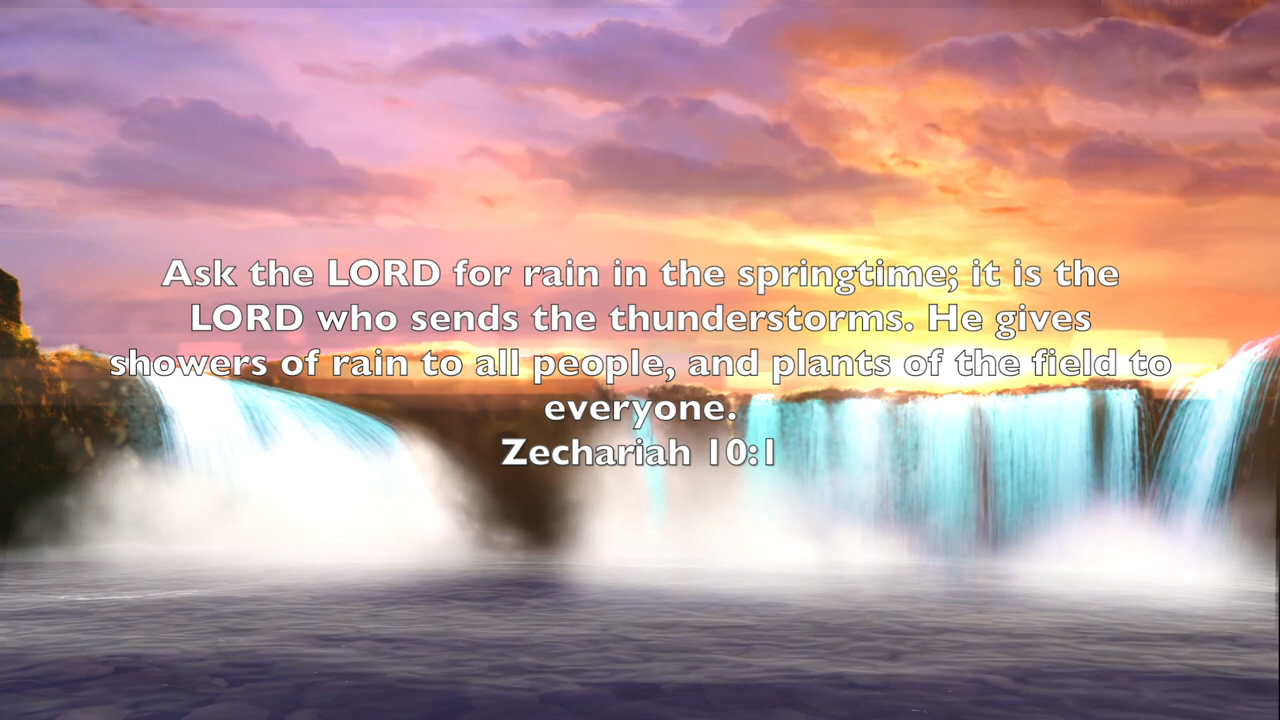 Ask the LORD for rain in the springtime; it is the
LORD who sends the thunderstorms. He gives
showers of rain to all people, and plants of the field to
everyone.
Zechariah 10:1